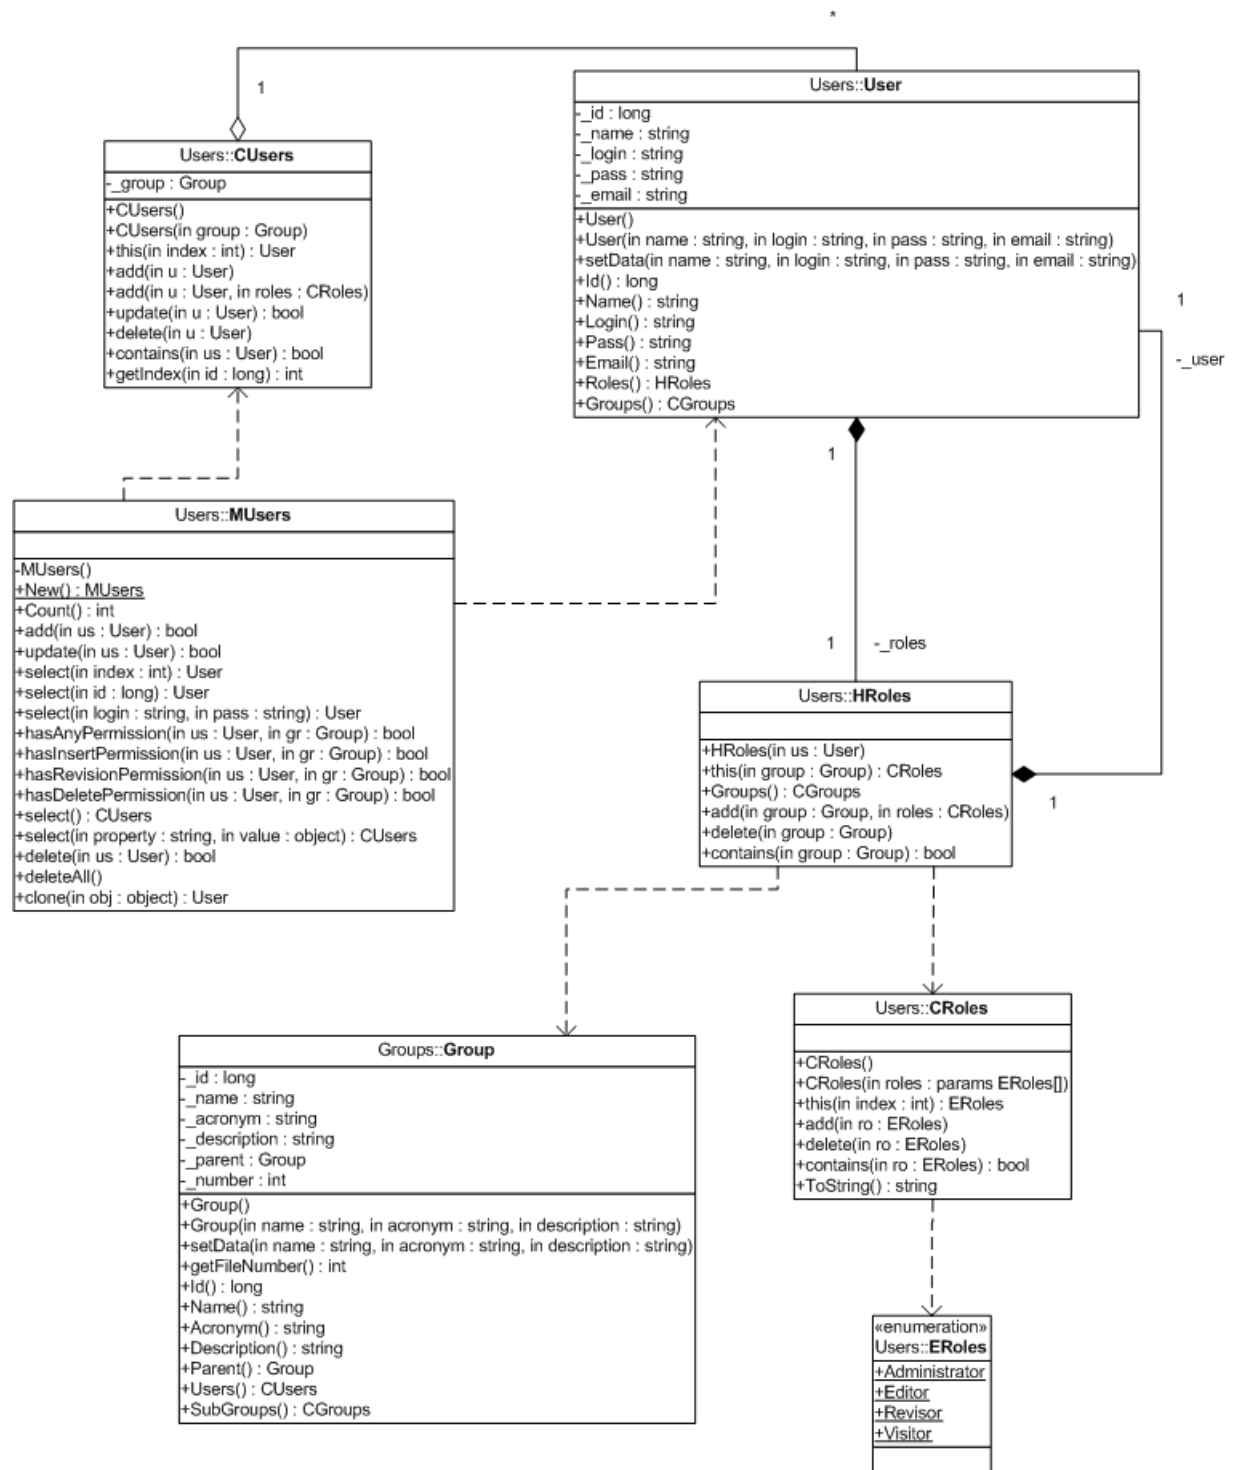 *
1
Users::User
-_id : long
-_name : string
-_login : string
-_pass : string
-_email : string
+User()
+User(in name : string, in login : string, in pass : string, in email : string)
+setData(in name : string, in login : string, in pass : string, in email : string)
+Id() : long
+Name() : string
+Login() : string
+Pass() : string
+Email() : string
+Roles() : HRoles
+Groups() : CGroups
Users::CUsers
-_group : Group
+CUsers()
+CUsers(in group : Group)
+this(in index : int) : User
+add(in u : User)
+add(in u : User, in roles : CRoles)
+update(in u : User) : bool
+delete(in u : User)
+contains(in us : User) : bool
+getIndex(in id : long) : int
1
-_user
1
Users::MUsers
-MUsers()
+New() : MUsers
+Count() : int
+add(in us : User) : bool
+update(in us : User) : bool
+select(in index : int) : User
+select(in id : long) : User
+select(in login : string, in pass : string) : User
+hasAnyPermission(in us : User, in gr : Group) : bool
+hasInsertPermission(in us : User, in gr : Group) : bool
+hasRevisionPermission(in us : User, in gr : Group) : bool
+hasDeletePermission(in us : User, in gr : Group) : bool
+select() : CUsers
+select(in property : string, in value : object) : CUsers
+delete(in us : User) : bool
+deleteAll()
+clone(in obj : object) : User
1 -_roles
Users::HRoles
+HRoles(in us : User)
+this(in group : Group) : CRoles
+Groups() : CGroups
+add(in group : Group, in roles : CRoles)
+delete(in group : Group)
+contains(in group : Group) : bool
1
Users::CRoles
+CRoles()
+CRoles(in roles : params ERoles[])
+this(in index : int) : ERoles
+add(in ro : ERoles)
+delete(in ro : ERoles)
+contains(in ro : ERoles) : bool
+ToString() : string
Groups::Group
-_id : long
-_name : string
-_acronym : string
-_description : string
-_parent : Group
-_number : int
+Group()
+Group(in name : string, in acronym : string, in description : string)
+setData(in name : string, in acronym : string, in description : string)
+getFileNumber() : int
+Id() : long
+Name() : string
+Acronym() : string
+Description() : string
+Parent() : Group
+Users() : CUsers
+SubGroups() : CGroups
«enumeration»
Users::ERoles
+Administrator
+Editor
+Revisor
+Visitor